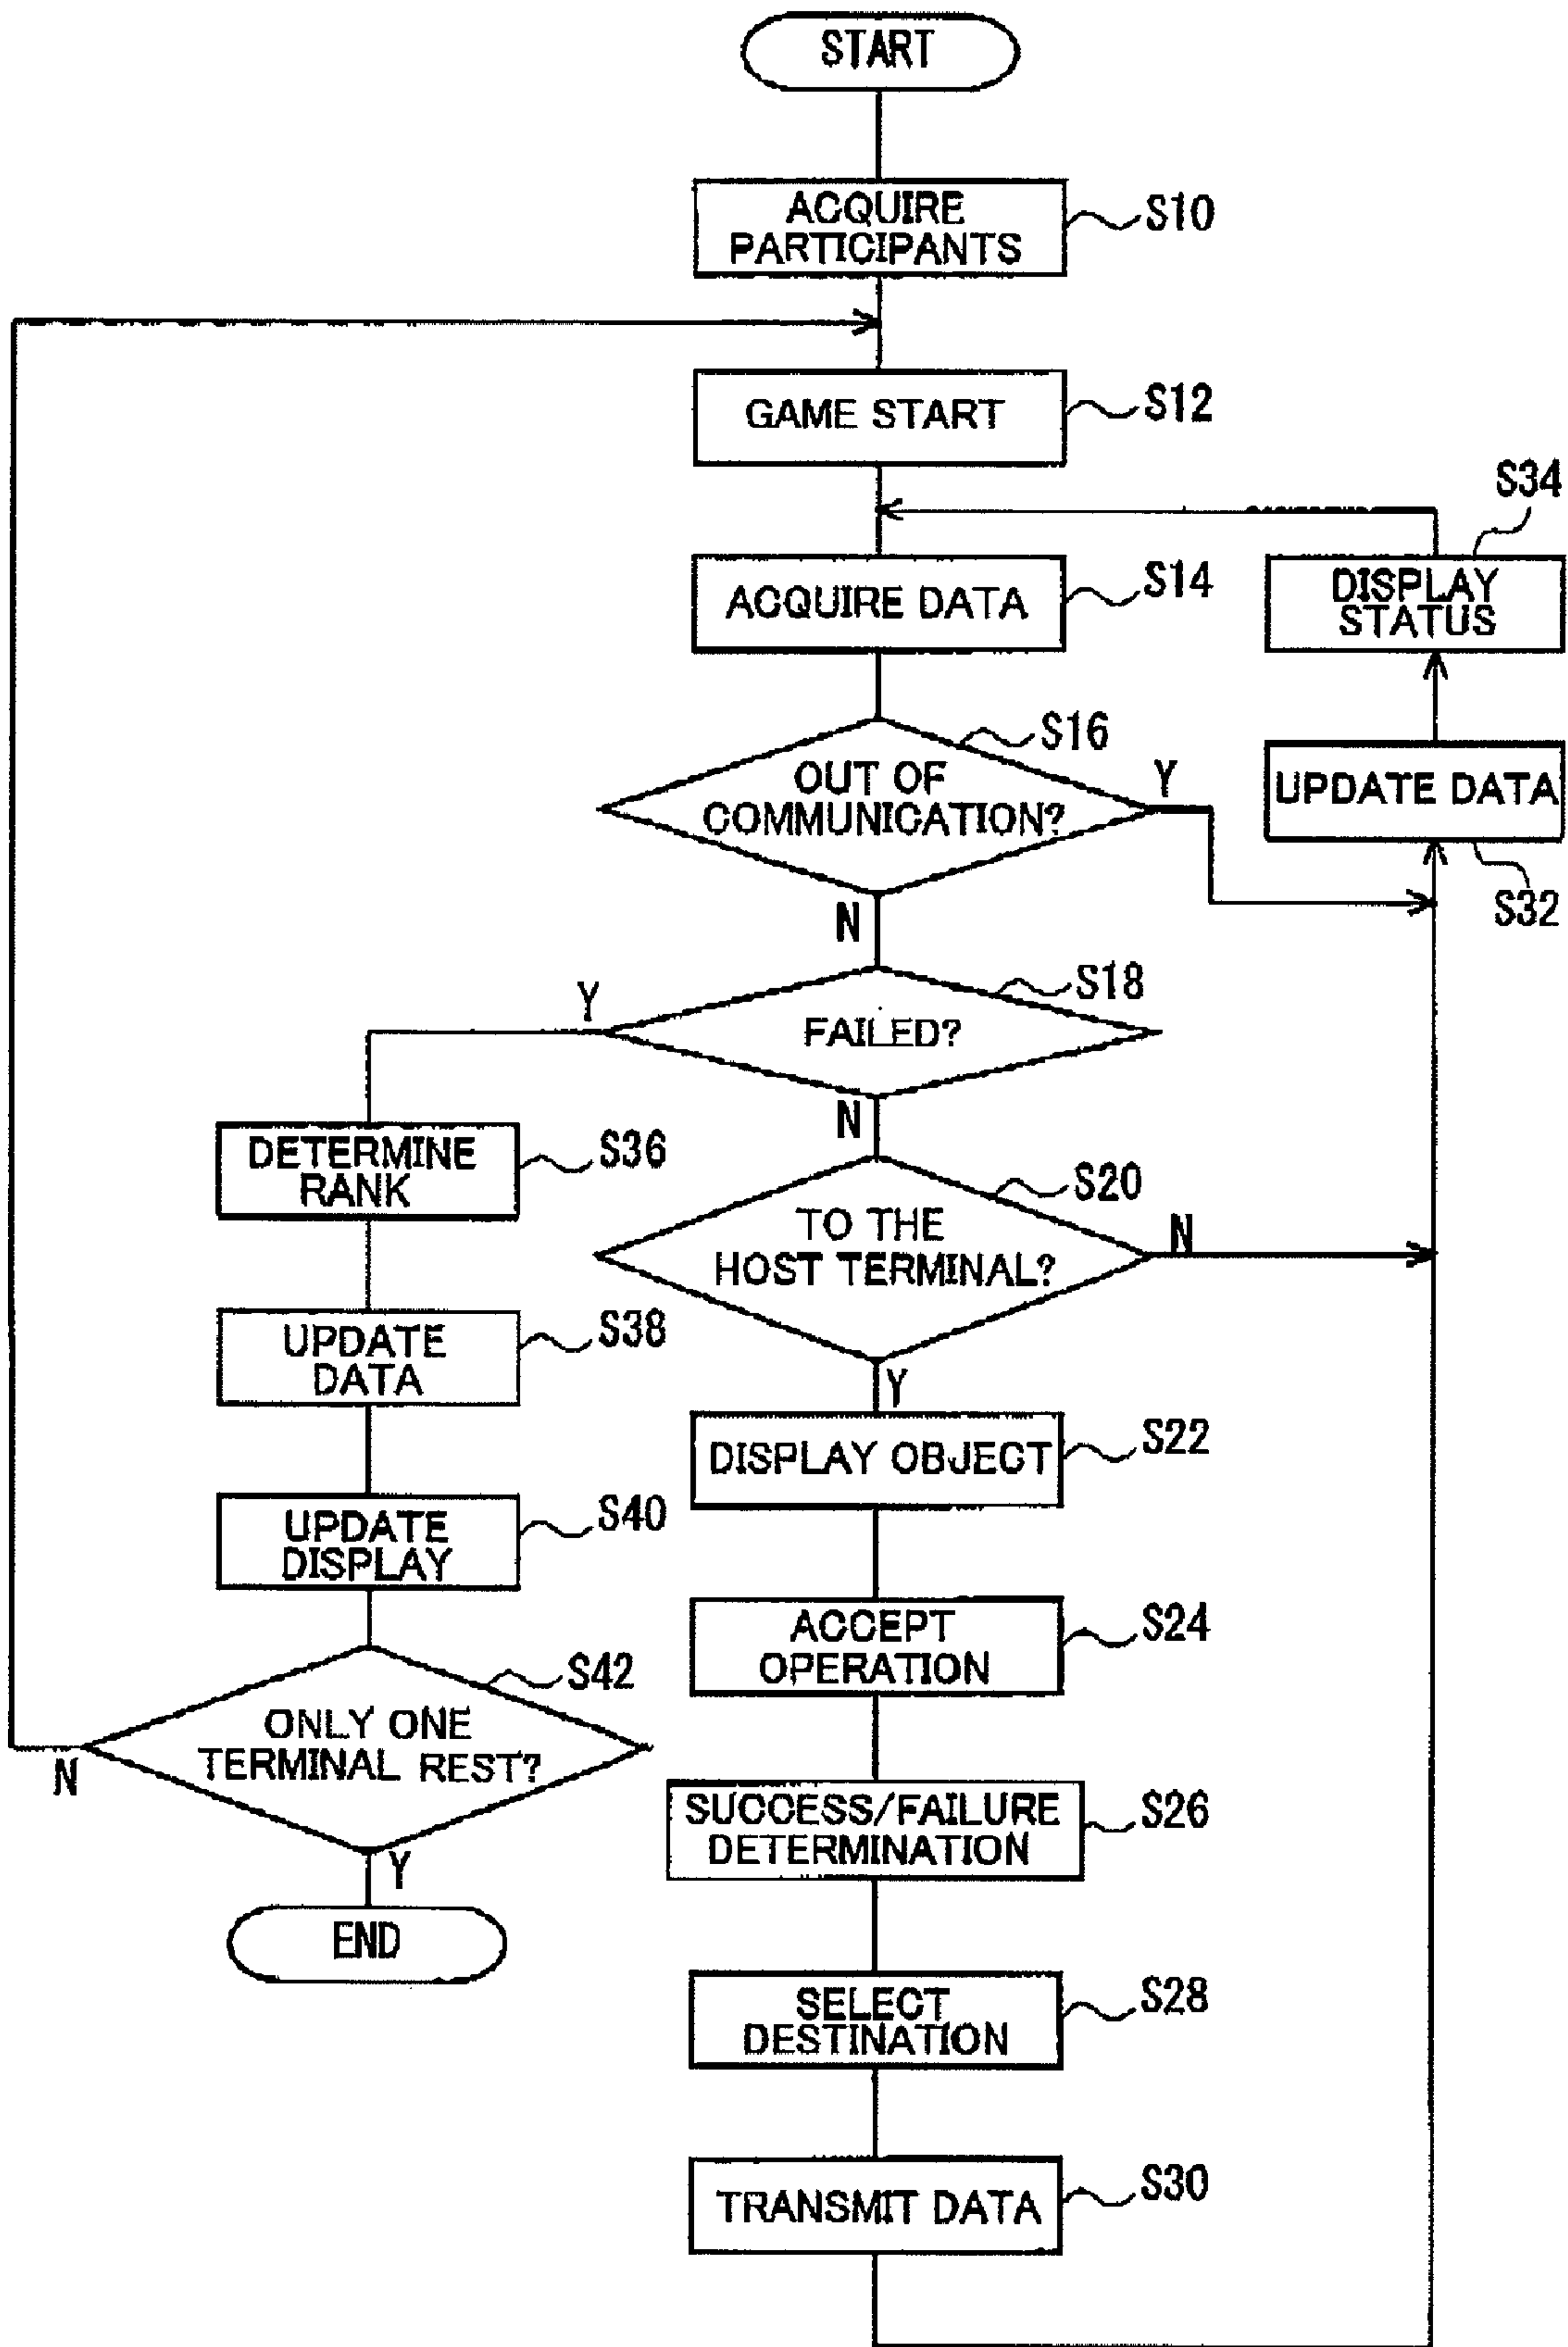 START
ACQUIRE
PARTICIPANTS
S10
GAME START
S12
S34
ACQUIRE DATA
S14
DISPLAY
STATUS
S16
OUT OF
COMMUNICATION?
Y
UPDATE DATA
N
S32
S18
Y
FAILED?
N
DETERMINE
RANK
S36
S20
TO THE
HOST TERMINAL?
N
UPDATE
DATA
S38
Y
DISPLAY OBJECT
S22
UPDATE
DISPLAY
S40
ACCEPT
OPERATION
S24
S42
ONLY ONE
TERMINAL REST?
N
SUCCESS/FAILURE
DETERMINATION
S26
Y
END
SELECT
DESTINATION
S28
TRANSMIT DATA
S30